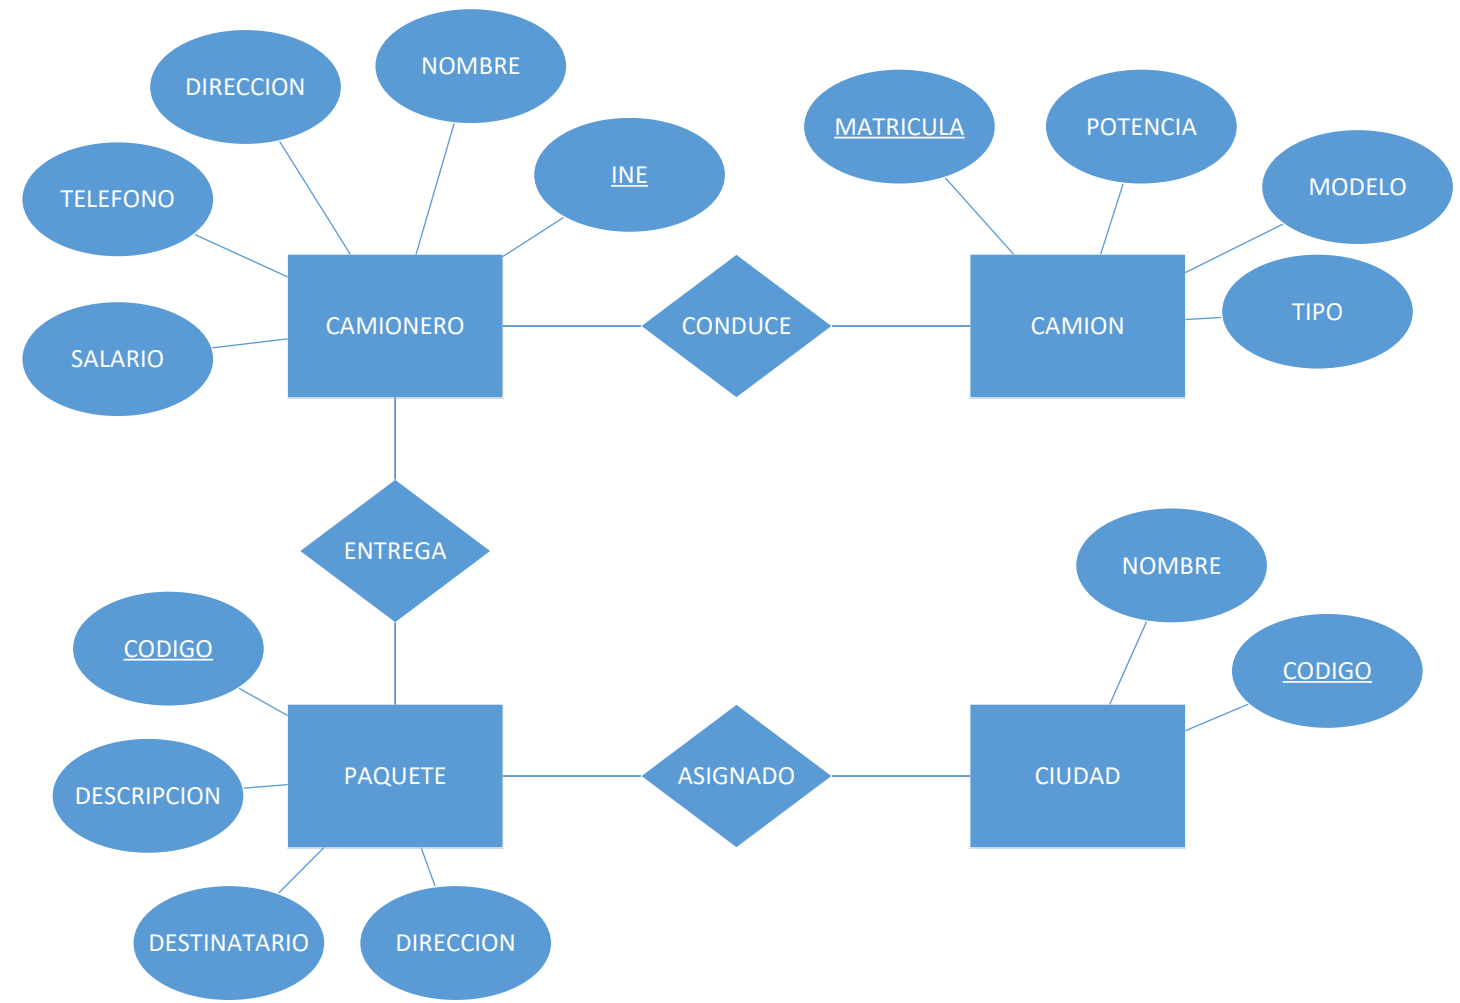 NOMBRE
DIRECCION
MATRICULA
POTENCIA
INE
MODELO
TELEFONO
TIPO
CAMIONERO
CONDUCE
CAMION
SALARIO
ENTREGA
NOMBRE
CODIGO
CODIGO
PAQUETE
ASIGNADO
CIUDAD
DESCRIPCION
DESTINATARIO
DIRECCION